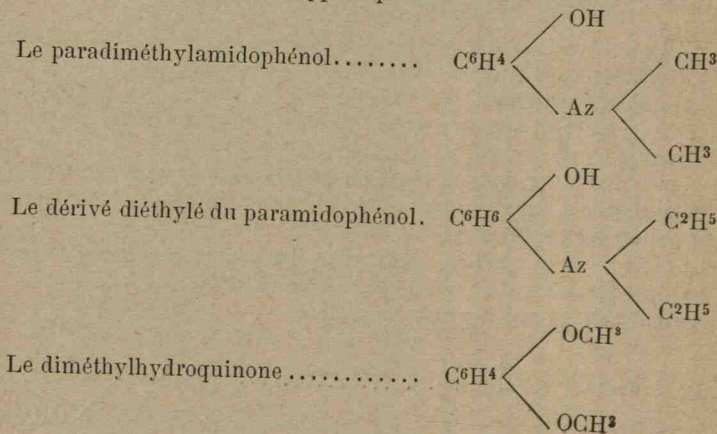 OH
Le paradiméthylamidophénol........ C⁶H⁴ CH³
Az
CH³
OH
Le dérivé diéthylé du paramidophénol. C⁶H⁶ C²H⁵
Az
C²H⁵
OCH³
Le diméthylhydroquinone ............ C⁶H⁴
OCH³